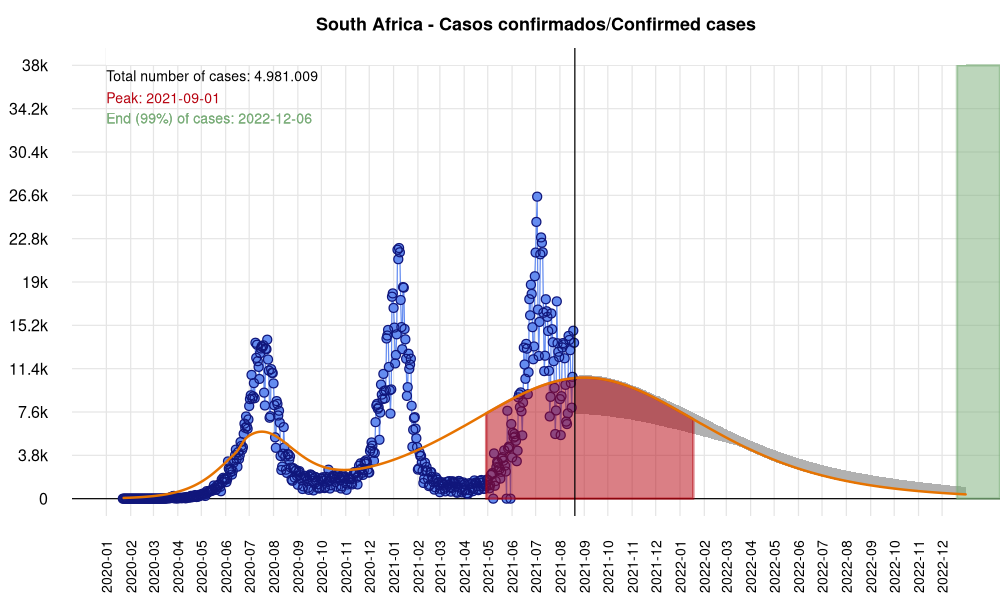 South Africa - Casos confirmados/Confirmed cases
Total number of cases: 4.981.009
Peak: 2021-09-01
End (99%) of cases: 2022-12-06
38k
34.2k
30.4k
26.6k
22.8k
19k
15.2k
11.4k
7.6k
3.8k
0
2020-01
2020-02
2020-03
2020-04
2020-05
2020-06
2020-07
2020-08
2020-09
2020-10
2020-11
2020-12
2021-01
2021-02
2021-03
2021-04
2021-05
2021-06
2021-07
2021-08
2021-09
2021-10
2021-11
2021-12
2022-01
2022-02
2022-03
2022-04
2022-05
2022-06
2022-07
2022-08
2022-09
2022-10
2022-11
2022-12